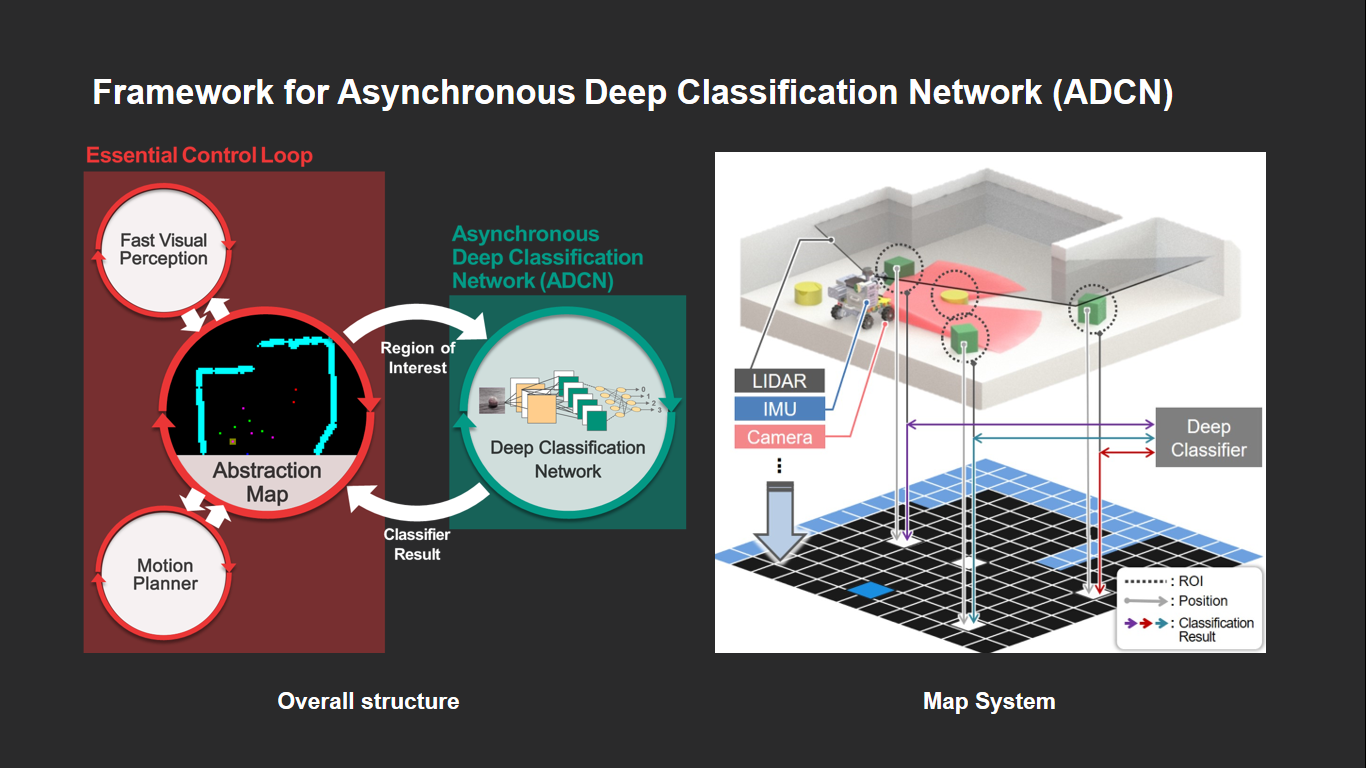 Framework for Asynchronous Deep Classification Network (ADCN)
Essential Control Loop
Fast Visual
Perception
Abstraction
Map
Motion
Planner
Region of
Interest
Classifier
Result
Asynchronous
Deep Classification
Network (ADCN)
0
1
2
3
Deep Classification
Network
Overall structure
LIDAR
IMU
Camera
Deep
Classifier
: ROI
: Position
: Classification
Result
Map System